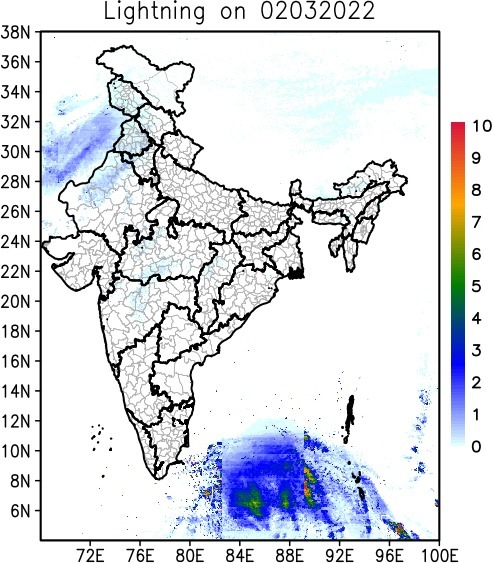 Lightning on 02032022
38N
36N
34N
32N
30N
28N
26N
24N
22N
20N
18N
16N
14N
12N
10N
8N
6N
72E 76E 80E 84E 88E 92E 96E 100E
10
9
8
7
6
5
4
3
2
1
0